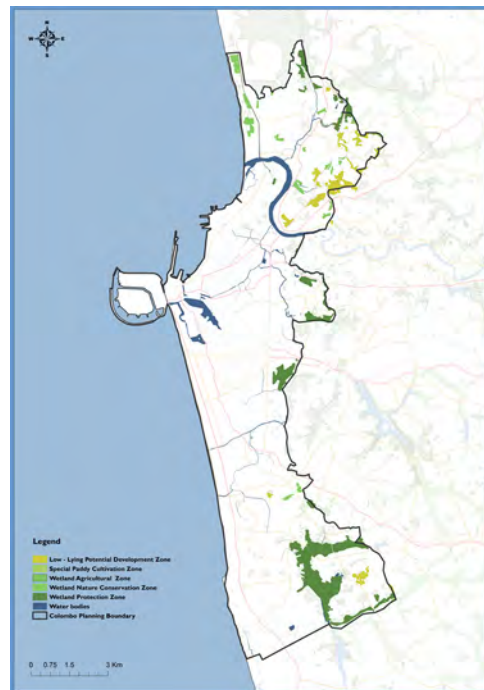 N
W
E
S
Legend
Low - Lying Potential Development Zone
Special Paddy Cultivation Zone
Wetland Agricultural Zone
Wetland Nature Conservation Zone
Wetland Protection Zone
Water bodies
Colombo Planning Boundary
0 0.75 1.5 3 Km